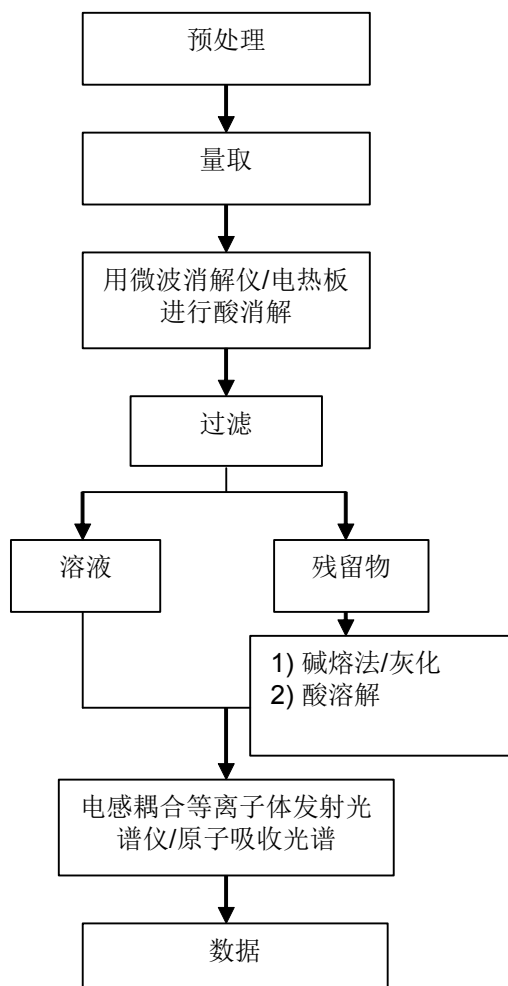 预处理
量取
用微波消解仪/电热板
进行酸消解
过滤
溶液
残留物
1) 碱熔法/灰化
2) 酸溶解
电感耦合等离子体发射光
谱仪/原子吸收光谱
数据